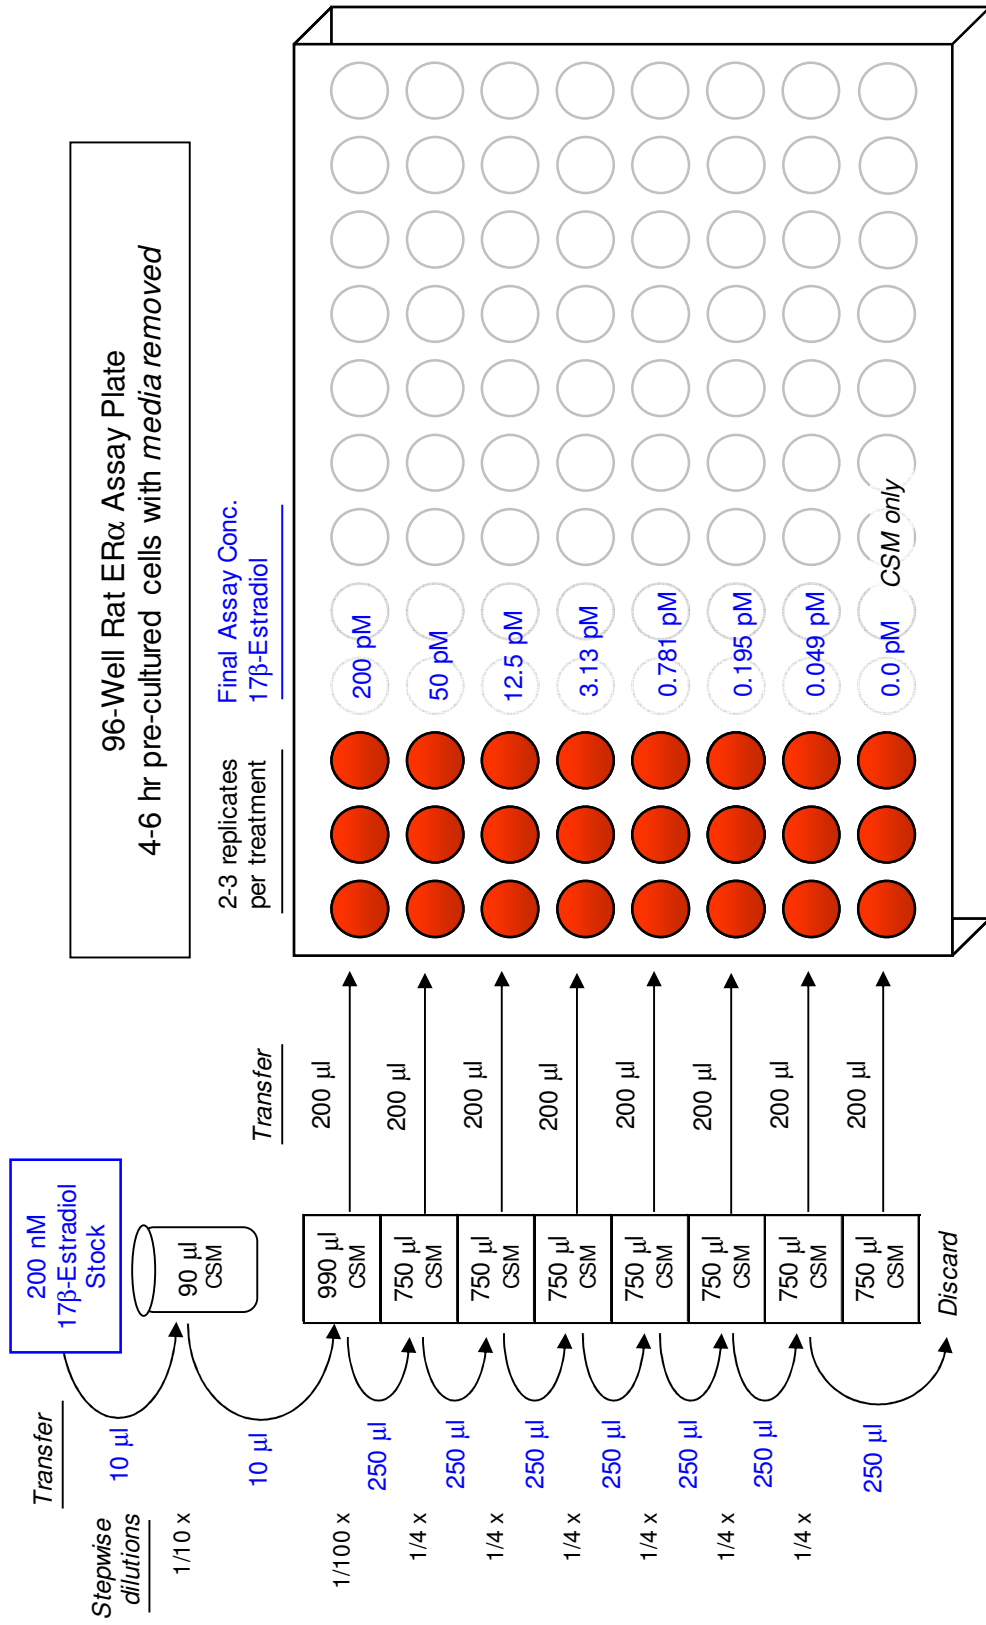 96-Well Rat ERα Assay Plate
4-6 hr pre-cultured cells with media removed
200 nM
17β-Estradiol
Stock
Transfer
10 µl
10 µl
250 µl
250 µl
250 µl
250 µl
250 µl
250 µl
250 µl
Stepwise
dilutions
1/10 x
1/100 x
1/4 x
1/4 x
1/4 x
1/4 x
1/4 x
1/4 x
90 µl
CSM
990 µl
CSM
750 µl
CSM
750 µl
CSM
750 µl
CSM
750 µl
CSM
750 µl
CSM
750 µl
CSM
750 µl
CSM
Discard
Transfer
200 µl
200 µl
200 µl
200 µl
200 µl
200 µl
200 µl
200 µl
2-3 replicates
per treatment
Final Assay Conc.
17β-Estradiol
200 pM
50 pM
12.5 pM
3.13 pM
0.781 pM
0.195 pM
0.049 pM
0.0 pM
CSM only